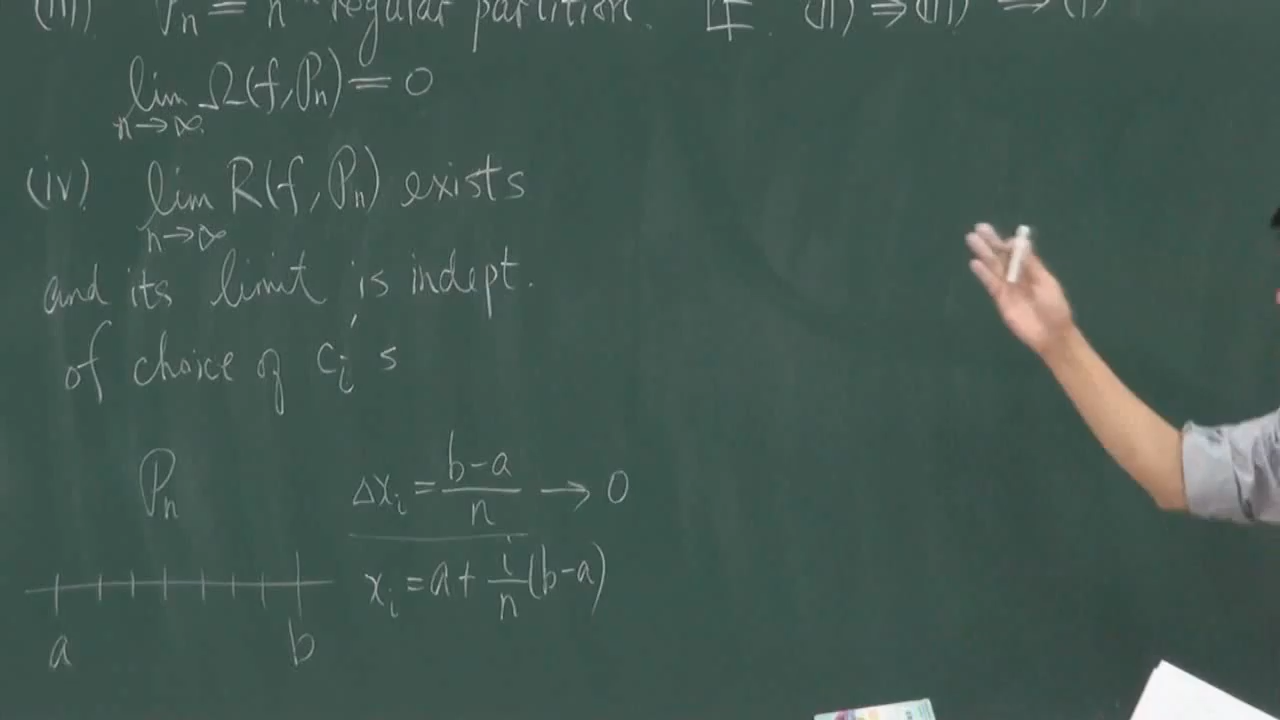 (iii) Pn = nth regular partition. Pf. (ii) ⇒ (iii) ⇒ (i)
lim Ω(f, Pn) = 0
n→∞
(iv) lim R(f, Pn) exists
n→∞
and its limit is indept.
of choice of ci's
Pn Δxi = (b-a)/n → 0
xi = a + i/n (b-a)
a b